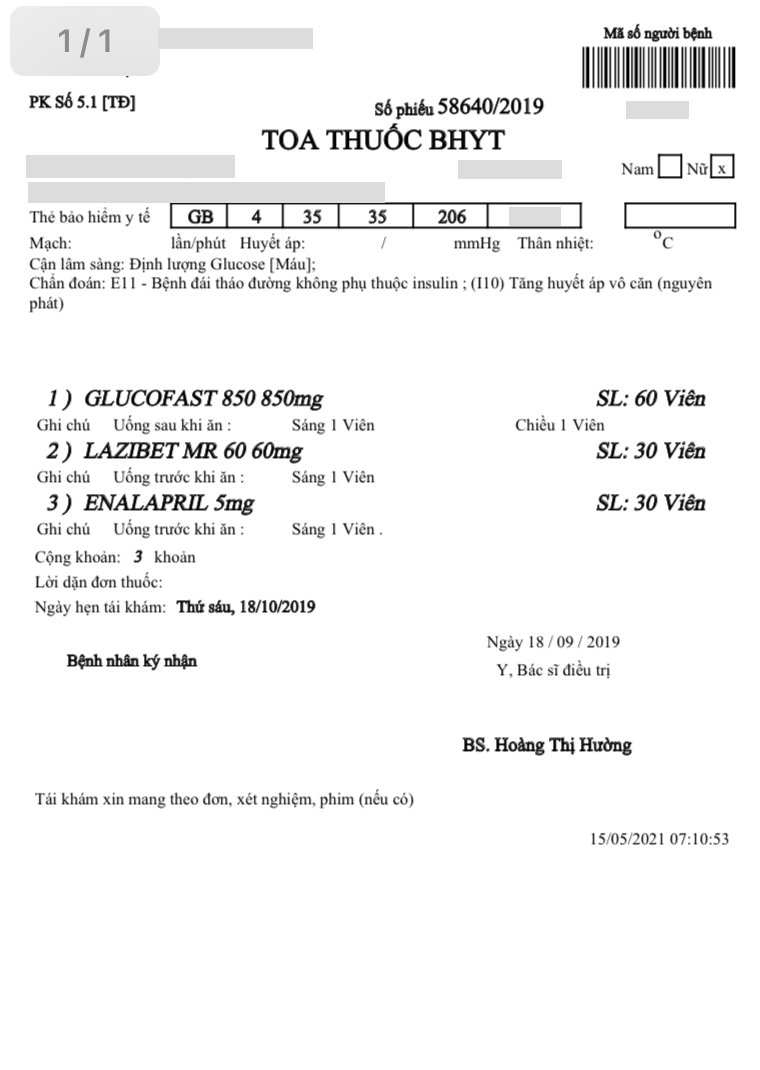 1/1
Mã số người bệnh
PK Số 5.1 [TĐ]
Số phiếu 58640/2019
TOA THUỐC BHYT
Nam Nữ x
Thẻ bảo hiểm y tế GB 4 35 35 206
Mạch: lần/phút Huyết áp: / mmHg Thân nhiệt: °C
Cận lâm sàng: Định lượng Glucose [Máu];
Chẩn đoán: E11 - Bệnh đái tháo đường không phụ thuộc insulin ; (I10) Tăng huyết áp vô căn (nguyên
phát)
1 ) GLUCOFAST 850 850mg SL: 60 Viên
Ghi chú Uống sau khi ăn : Sáng 1 Viên Chiều 1 Viên
2 ) LAZIBET MR 60 60mg SL: 30 Viên
Ghi chú Uống trước khi ăn : Sáng 1 Viên
3 ) ENALAPRIL 5mg SL: 30 Viên
Ghi chú Uống trước khi ăn : Sáng 1 Viên .
Cộng khoản: 3 khoản
Lời dặn đơn thuốc:
Ngày hẹn tái khám: Thứ sáu, 18/10/2019
Ngày 18 / 09 / 2019
Bệnh nhân ký nhận
Y, Bác sĩ điều trị
BS. Hoàng Thị Hường
Tái khám xin mang theo đơn, xét nghiệm, phim (nếu có)
15/05/2021 07:10:53